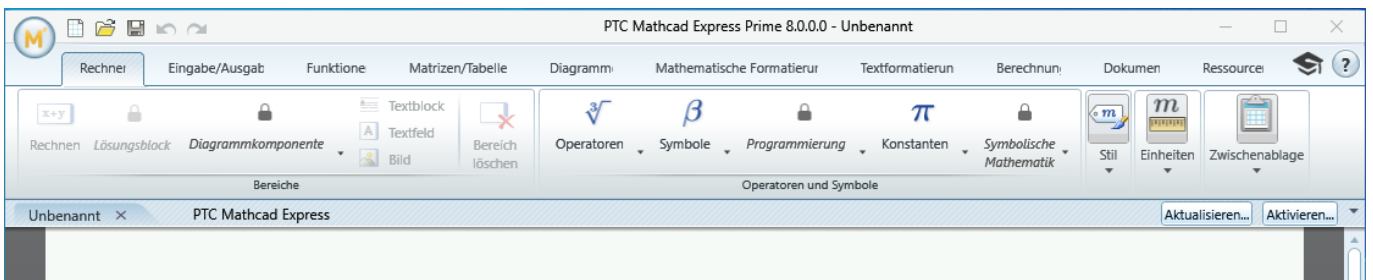 PTC Mathcad Express Prime 8.0.0.0 - Unbenannt
Rechner Eingabe/Ausgab Funktione Matrizen/Tabelle Diagramm Mathematische Formatierur Textformatierun Berechnun Dokumen Ressource ?
x+y ∛ β π m m
Rechnen Lösungsblock Diagrammkomponente Textblock
A Textfeld
Bild
Bereich
löschen
Operatoren Symbole Programmierung Konstanten Symbolische
Mathematik
Stil Einheiten Zwischenablage
Bereiche Operatoren und Symbole
Unbenannt × PTC Mathcad Express Aktualisieren... Aktivieren...